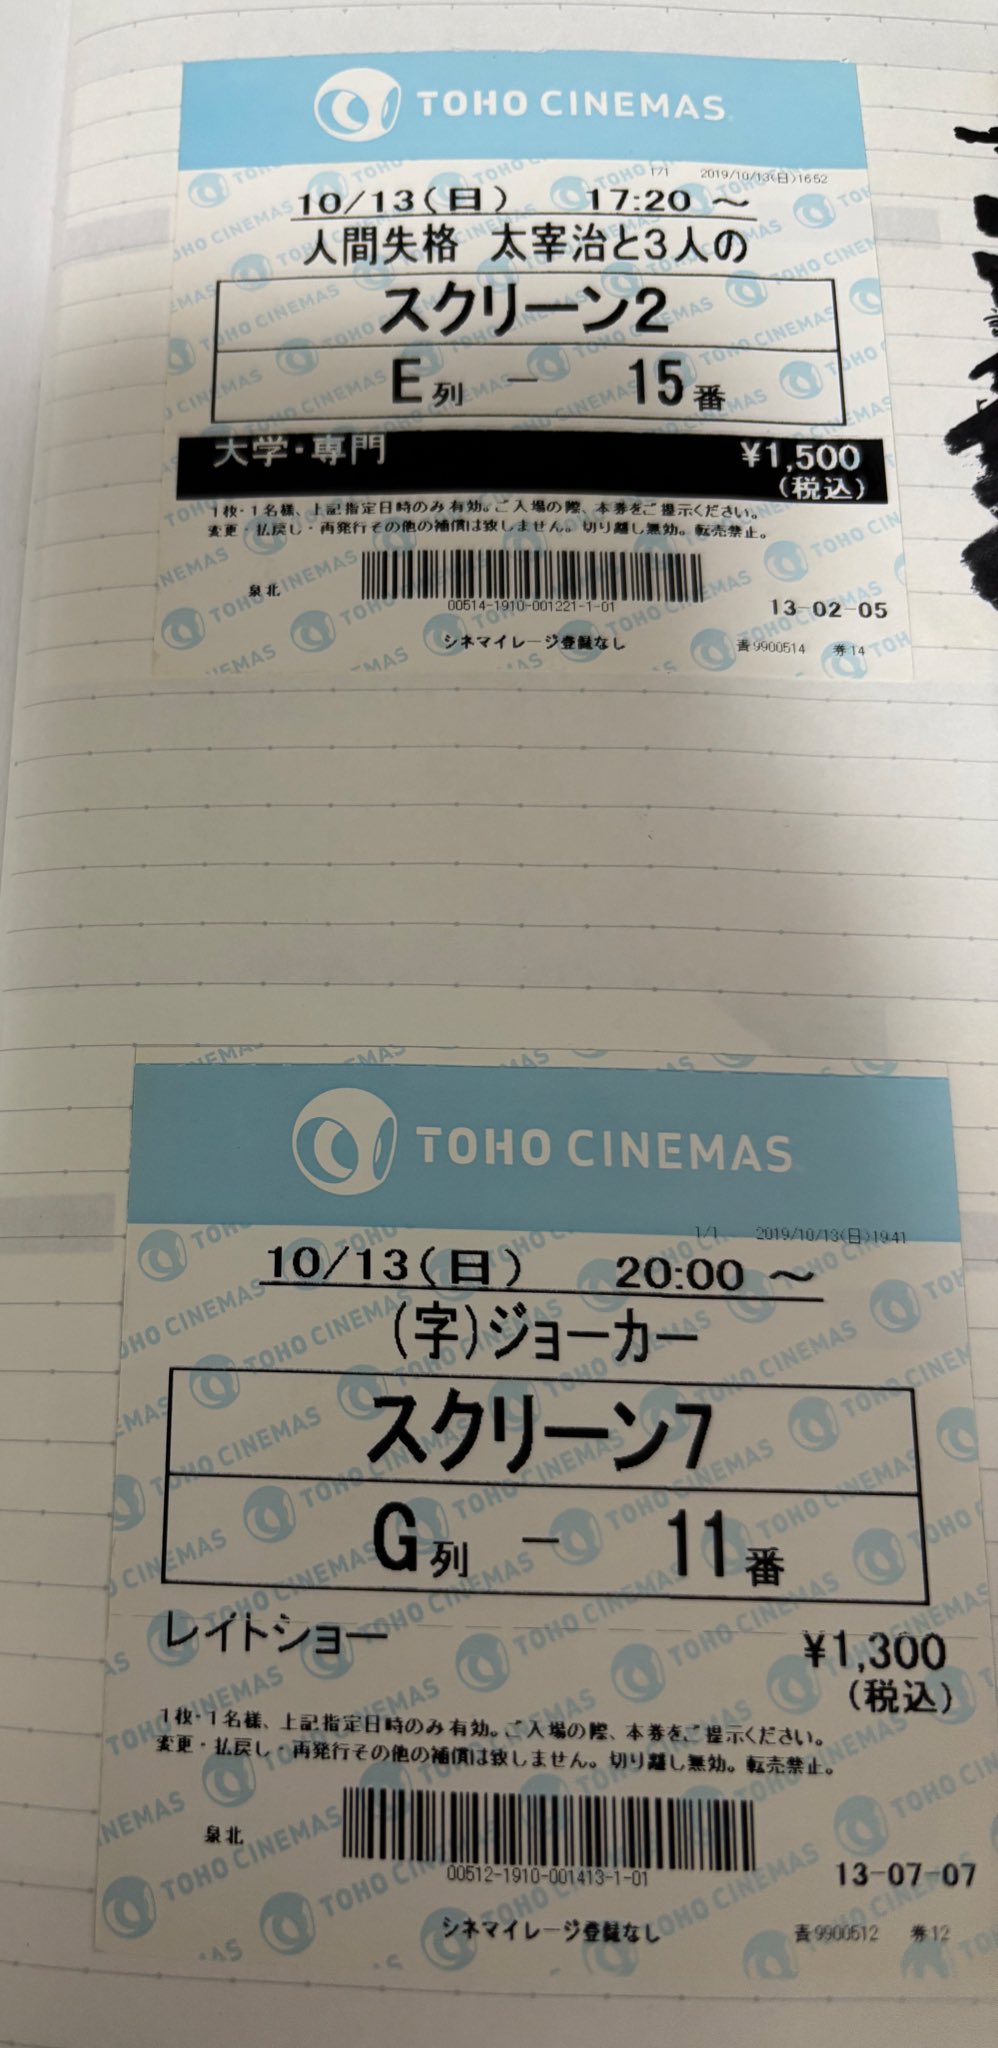 TOHO CINEMAS
1/1 2019/10/13(日)16:52
10/13(日) 17:20 ~
人間失格 太宰治と3人の
スクリーン2
E列 - 15番
大学・専門 ¥1,500
(税込)
1枚・1名様、上記指定日時のみ有効。ご入場の際、本券をご提示ください。
変更・払戻し・再発行その他の補償は致しません。切り離し無効。転売禁止。
泉北
00514-1910-001221-1-01
13-02-05
シネマイレージ登録なし
青9900514 券14
TOHO CINEMAS
1/1 2019/10/13(日)19:41
10/13(日) 20:00 ~
(字)ジョーカー
スクリーン7
G列 - 11番
レイトショー ¥1,300
(税込)
1枚・1名様、上記指定日時のみ有効。ご入場の際、本券をご提示ください。
変更・払戻し・再発行その他の補償は致しません。切り離し無効。転売禁止。
泉北
00512-1910-001413-1-01
13-07-07
シネマイレージ登録なし
青9900512 券12